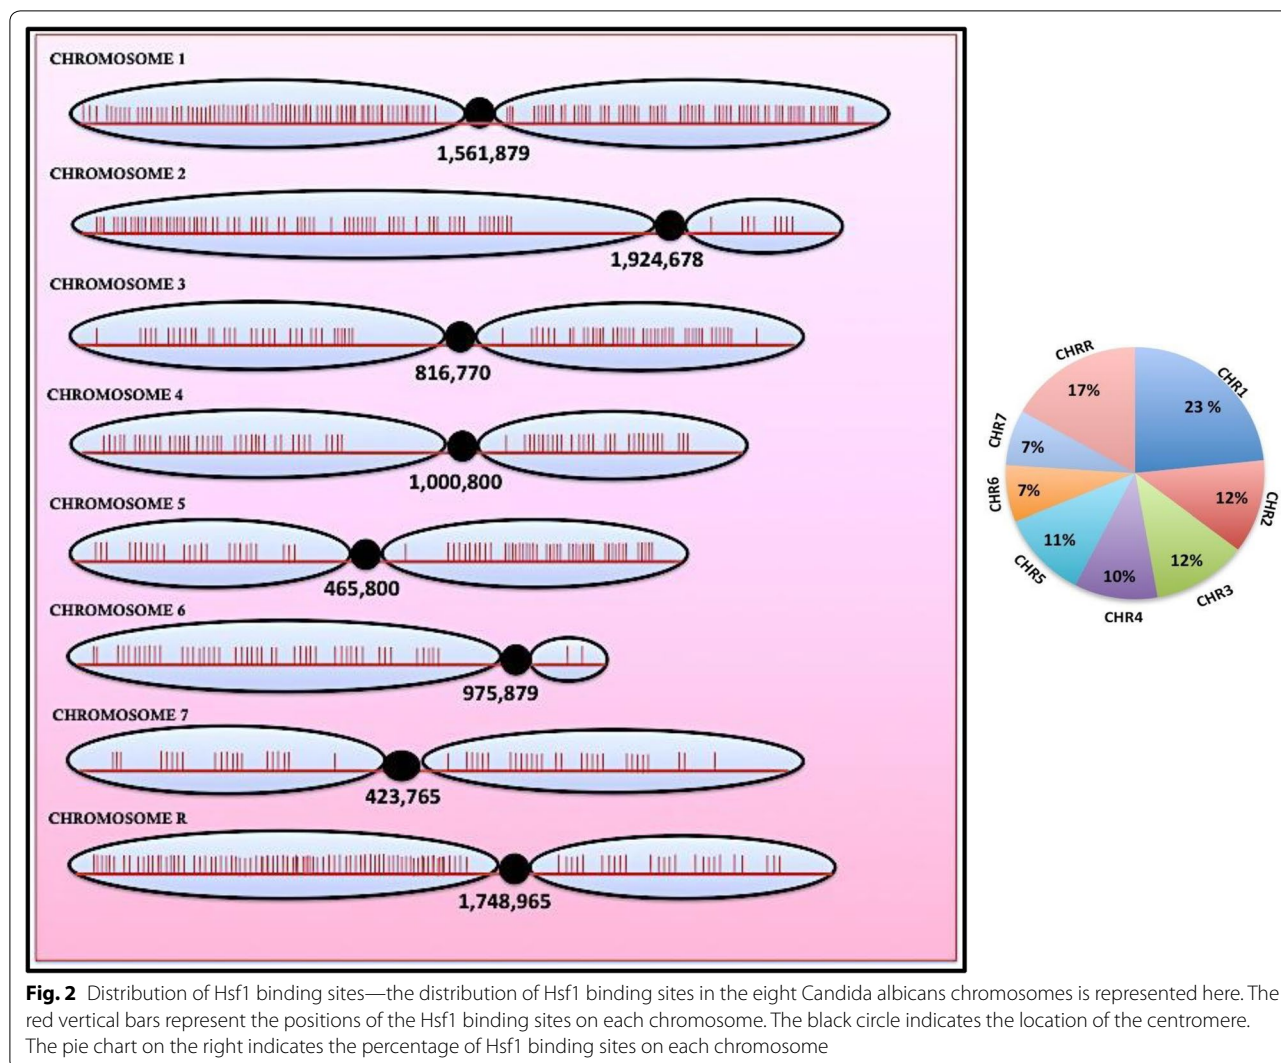 CHROMOSOME 1
1,561,879
CHROMOSOME 2
1,924,678
CHROMOSOME 3
816,770
CHROMOSOME 4
1,000,800
CHROMOSOME 5
465,800
CHROMOSOME 6
975,879
CHROMOSOME 7
423,765
CHROMOSOME R
1,748,965
CHR1
23 %
CHR2
12%
CHR3
12%
CHR4
10%
CHR5
11%
CHR6
7%
CHR7
7%
CHRR
17%
Fig. 2 Distribution of Hsf1 binding sites—the distribution of Hsf1 binding sites in the eight Candida albicans chromosomes is represented here. The
red vertical bars represent the positions of the Hsf1 binding sites on each chromosome. The black circle indicates the location of the centromere.
The pie chart on the right indicates the percentage of Hsf1 binding sites on each chromosome